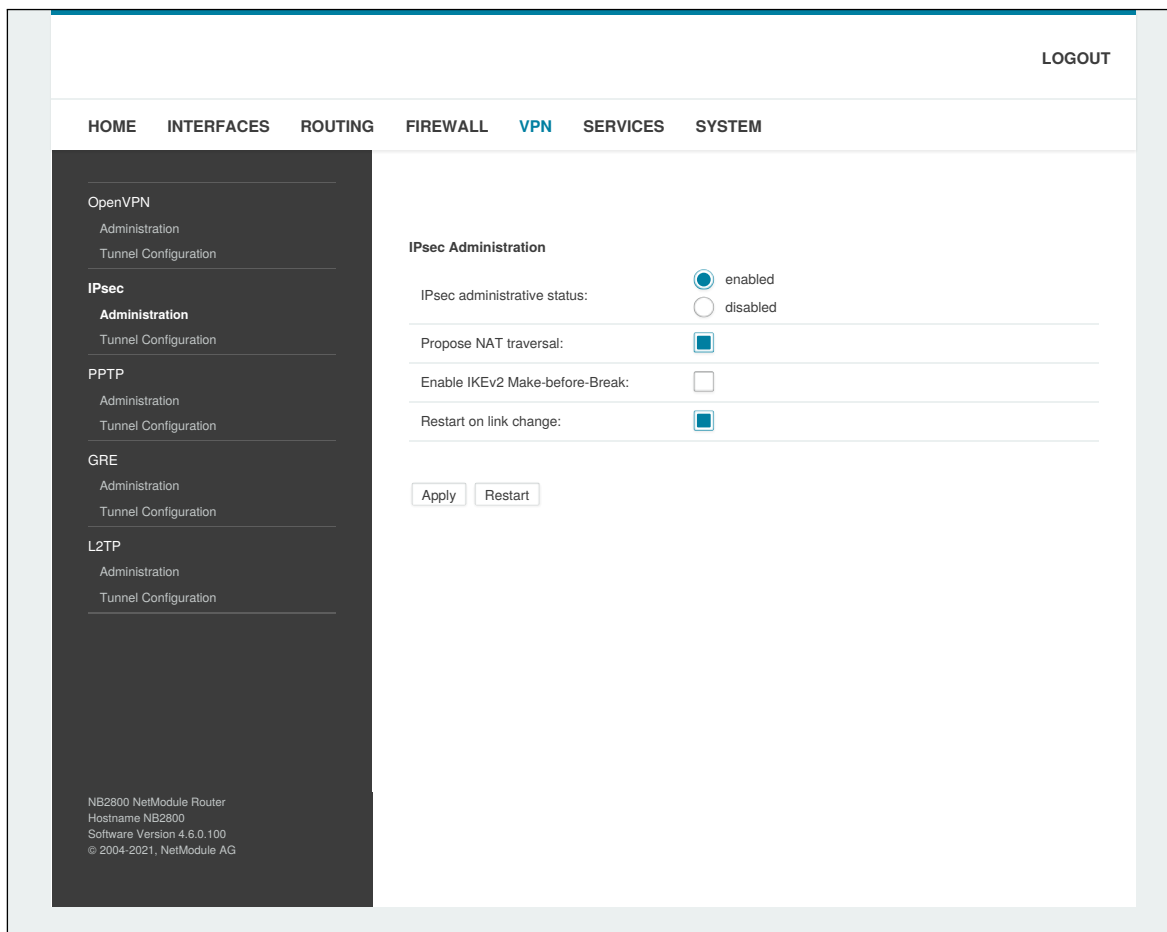 LOGOUT
HOME INTERFACES ROUTING FIREWALL VPN SERVICES SYSTEM
OpenVPN
Administration
Tunnel Configuration
IPsec
Administration
Tunnel Configuration
PPTP
Administration
Tunnel Configuration
GRE
Administration
Tunnel Configuration
L2TP
Administration
Tunnel Configuration
NB2800 NetModule Router
Hostname NB2800
Software Version 4.6.0.100
© 2004-2021, NetModule AG
IPsec Administration
IPsec administrative status:
enabled
disabled
Propose NAT traversal:
Enable IKEv2 Make-before-Break:
Restart on link change:
Apply Restart